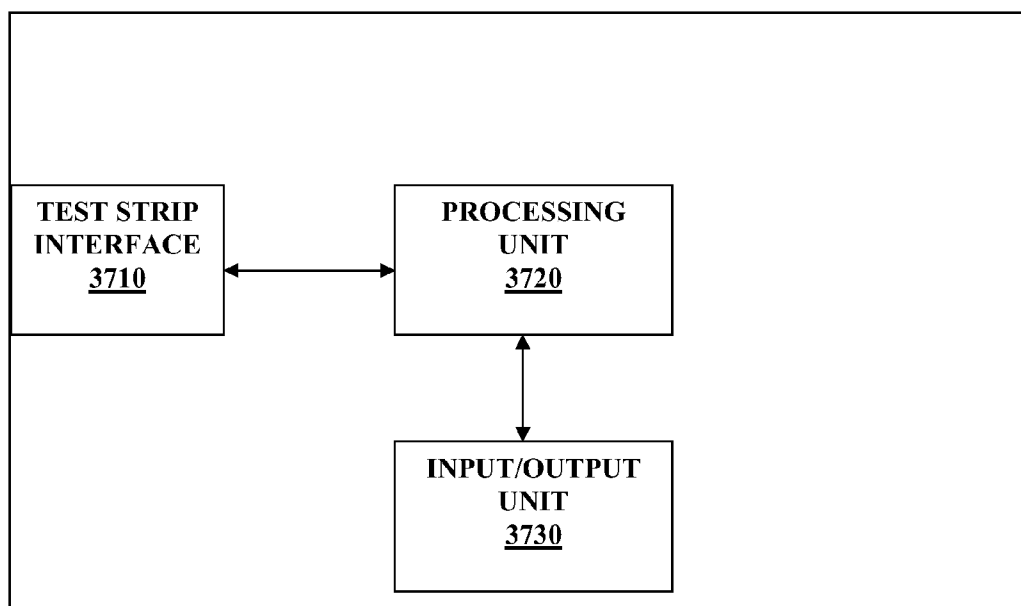 TEST STRIP
INTERFACE
3710
PROCESSING
UNIT
3720
INPUT/OUTPUT
UNIT
3730